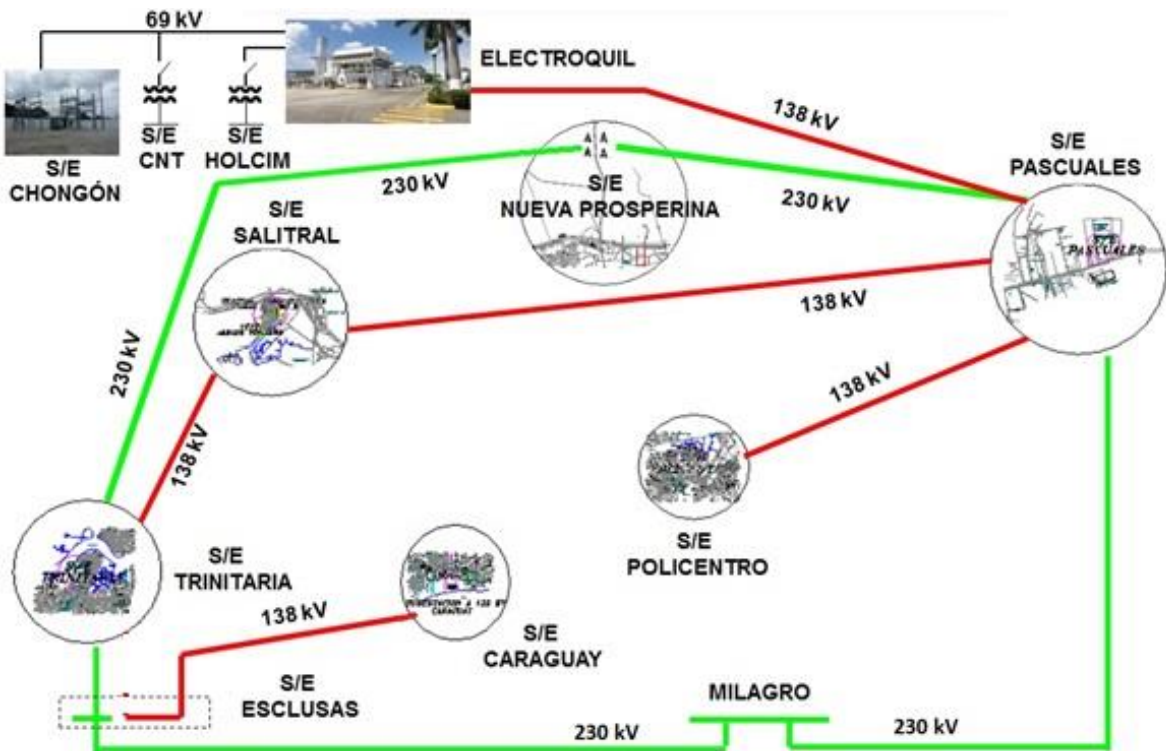 69 kV
ELECTROQUIL
138 kV
S/E
CHONGÓN
S/E
CNT
S/E
HOLCIM
S/E
PASCUALES
230 kV
S/E
NUEVA PROSPERINA
230 kV
S/E
SALITRAL
PASCUALES
138 kV
230 kV
138 kV
138 kV
S/E
TRINITARIA
S/E
POLICENTRO
138 kV
S/E
CARAGUAY
S/E
ESCLUSAS
MILAGRO
230 kV
230 kV